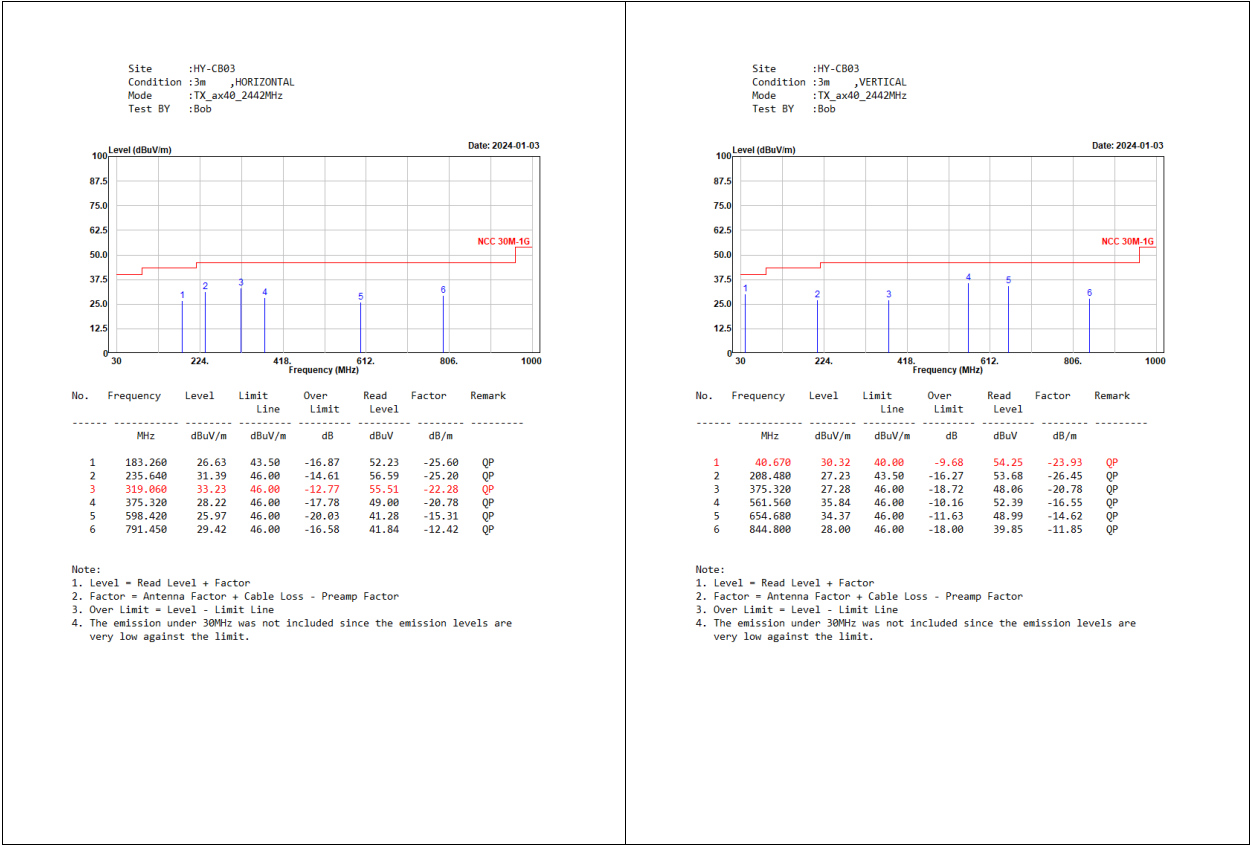 Site      :HY-CB03
Condition :3m    ,HORIZONTAL
Mode      :TX_ax40_2442MHz
Test BY   :Bob
Level (dBuV/m)
Date: 2024-01-03
100
87.5
75.0
62.5
NCC 30M-1G
50.0
37.5
25.0
12.5
0
1
2
3
4
5
6
30 224. 418. 612. 806. 1000
Frequency (MHz)
No. Frequency Level Limit Over Read Factor Remark
Line Limit Level
------ ----------- -------- -------- --------- -------- -------- ---------
MHz dBuV/m dBuV/m dB dBuV dB/m
1 183.260 26.63 43.50 -16.87 52.23 -25.60 QP
2 235.640 31.39 46.00 -14.61 56.59 -25.20 QP
3 319.060 33.23 46.00 -12.77 55.51 -22.28 QP
4 375.320 28.22 46.00 -17.78 49.00 -20.78 QP
5 598.420 25.97 46.00 -20.03 41.28 -15.31 QP
6 791.450 29.42 46.00 -16.58 41.84 -12.42 QP
Note:
1. Level = Read Level + Factor
2. Factor = Antenna Factor + Cable Loss - Preamp Factor
3. Over Limit = Level - Limit Line
4. The emission under 30MHz was not included since the emission levels are
very low against the limit.
Site      :HY-CB03
Condition :3m    ,VERTICAL
Mode      :TX_ax40_2442MHz
Test BY   :Bob
Level (dBuV/m)
Date: 2024-01-03
100
87.5
75.0
62.5
NCC 30M-1G
50.0
37.5
25.0
12.5
0
1
2
3
4
5
6
30 224. 418. 612. 806. 1000
Frequency (MHz)
No. Frequency Level Limit Over Read Factor Remark
Line Limit Level
------ ----------- -------- -------- --------- -------- -------- ---------
MHz dBuV/m dBuV/m dB dBuV dB/m
1 40.670 30.32 40.00 -9.68 54.25 -23.93 QP
2 208.480 27.23 43.50 -16.27 53.68 -26.45 QP
3 375.320 27.28 46.00 -18.72 48.06 -20.78 QP
4 561.560 35.84 46.00 -10.16 52.39 -16.55 QP
5 654.680 34.37 46.00 -11.63 48.99 -14.62 QP
6 844.800 28.00 46.00 -18.00 39.85 -11.85 QP
Note:
1. Level = Read Level + Factor
2. Factor = Antenna Factor + Cable Loss - Preamp Factor
3. Over Limit = Level - Limit Line
4. The emission under 30MHz was not included since the emission levels are
very low against the limit.